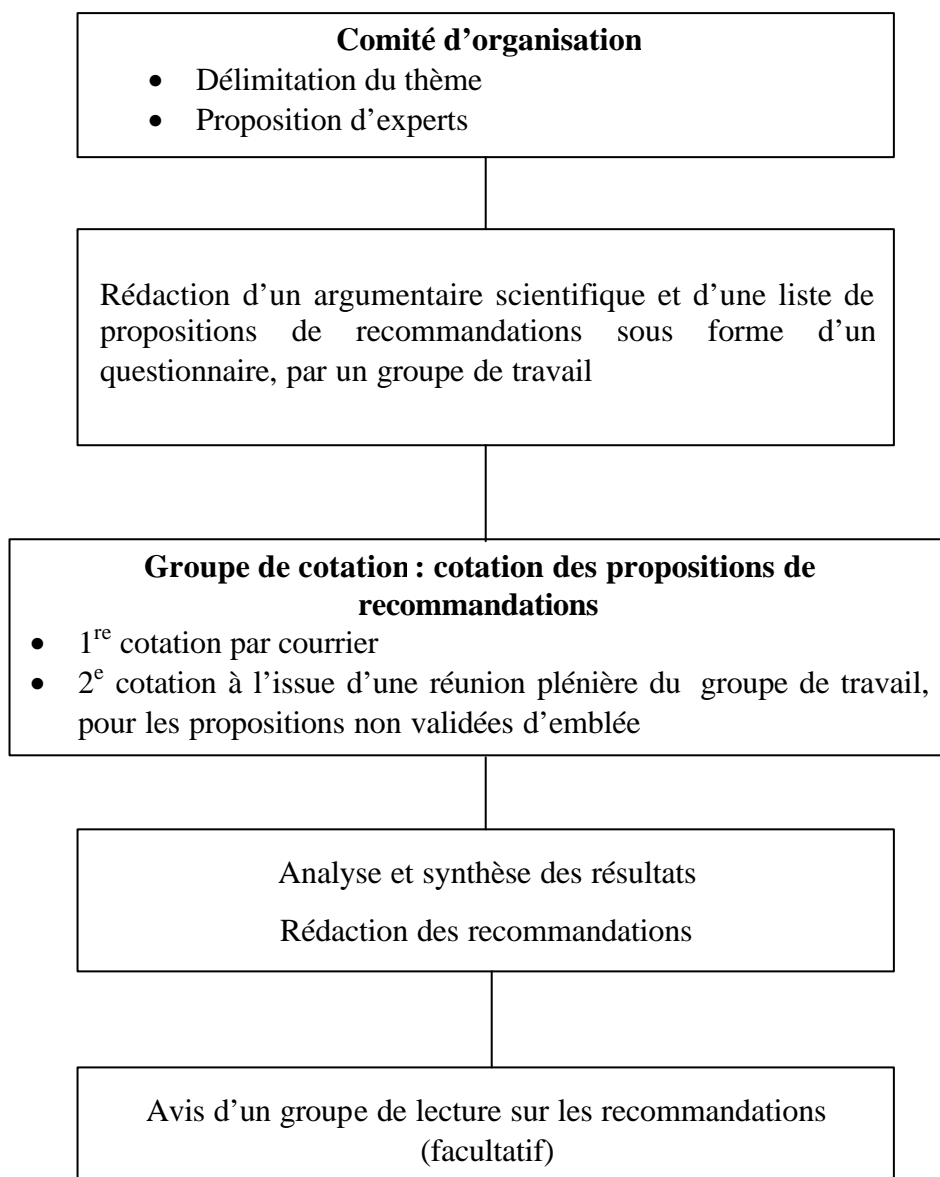 Comité d’organisation
• Délimitation du thème
• Proposition d’experts
Rédaction d’un argumentaire scientifique et d’une liste de
propositions de recommandations sous forme d’un
questionnaire, par un groupe de travail
Groupe de cotation : cotation des propositions de
recommandations
• 1re cotation par courrier
• 2e cotation à l’issue d’une réunion plénière du groupe de travail,
pour les propositions non validées d’emblée
Analyse et synthèse des résultats
Rédaction des recommandations
Avis d’un groupe de lecture sur les recommandations
(facultatif)